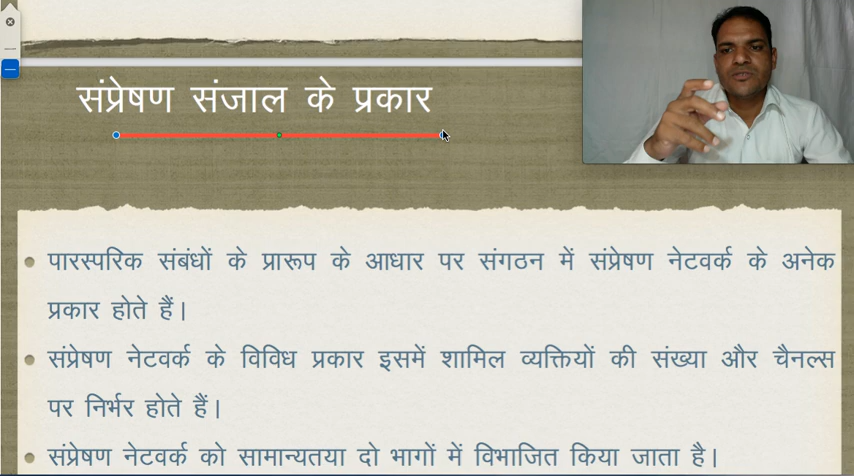 संप्रेषण संजाल के प्रकार
पारस्परिक संबंधों के प्रारूप के आधार पर संगठन में संप्रेषण नेटवर्क के अनेक
प्रकार होते हैं।
संप्रेषण नेटवर्क के विविध प्रकार इसमें शामिल व्यक्तियों की संख्या और चैनल्स
पर निर्भर होते हैं।
संप्रेषण नेटवर्क को सामान्यतया दो भागों में विभाजित किया जाता है।